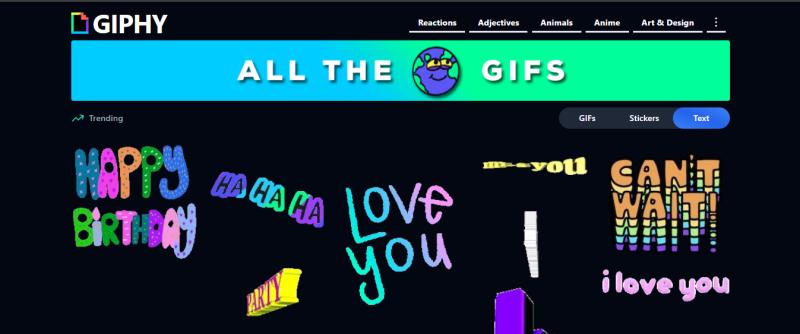 GIPHY
Reactions Adjectives Animals Anime Art & Design
ALL THE GIFS
Trending
GIFs Stickers Text
HAPPY
BiRTHDAY
HA HA HA
Love
you
you
CAN'T
WAIT!
PARTY
i love you